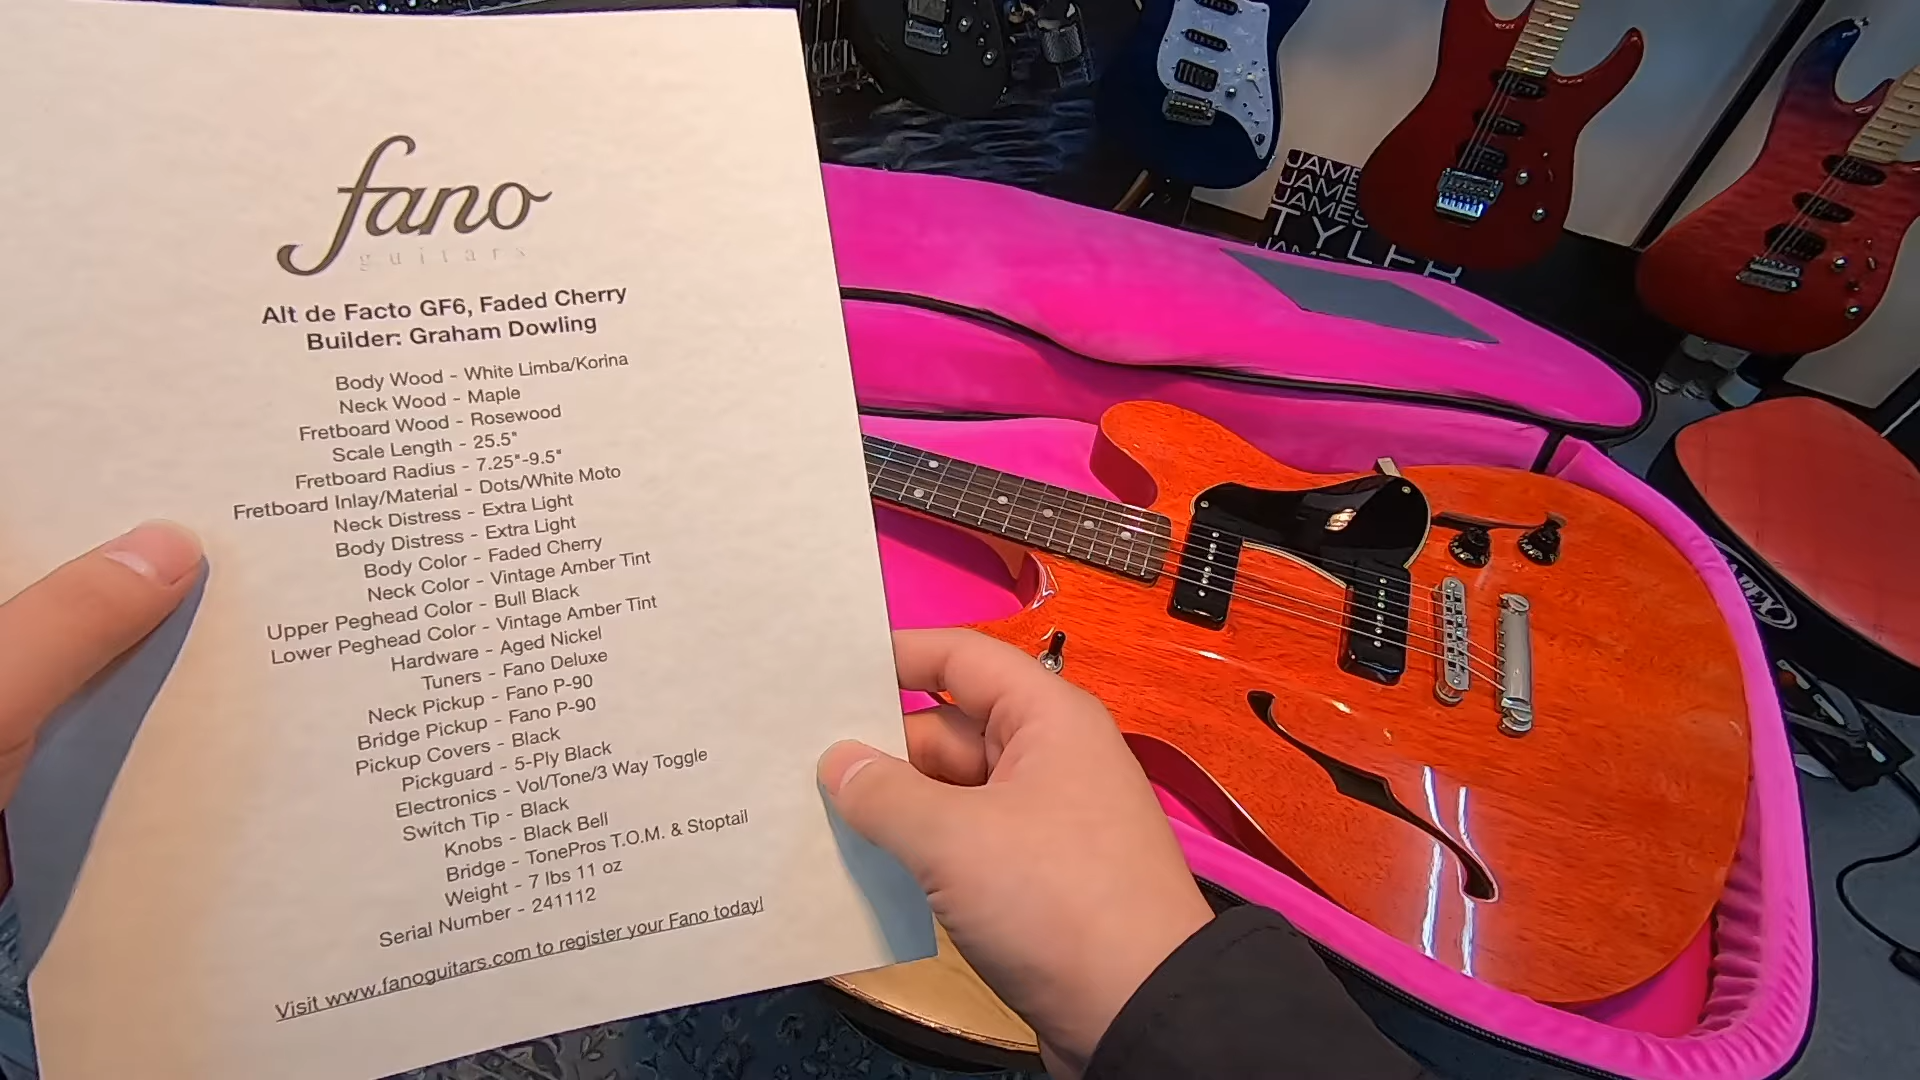 fano
guitars
Alt de Facto GF6, Faded Cherry
Builder: Graham Dowling
Body Wood - White Limba/Korina
Neck Wood - Maple
Fretboard Wood - Rosewood
Scale Length - 25.5"
Fretboard Radius - 7.25"-9.5"
Fretboard Inlay/Material - Dots/White Moto
Neck Distress - Extra Light
Body Distress - Extra Light
Body Color - Faded Cherry
Neck Color - Vintage Amber Tint
Upper Peghead Color - Bull Black
Lower Peghead Color - Vintage Amber Tint
Hardware - Aged Nickel
Tuners - Fano Deluxe
Neck Pickup - Fano P-90
Bridge Pickup - Fano P-90
Pickup Covers - Black
Pickguard - 5-Ply Black
Electronics - Vol/Tone/3 Way Toggle
Switch Tip - Black
Knobs - Black Bell
Bridge - TonePros T.O.M. & Stoptail
Weight - 7 lbs 11 oz
Serial Number - 241112
Visit www.fanoguitars.com to register your Fano today!
JAME
JAME
JAMES
TYLER
JAM